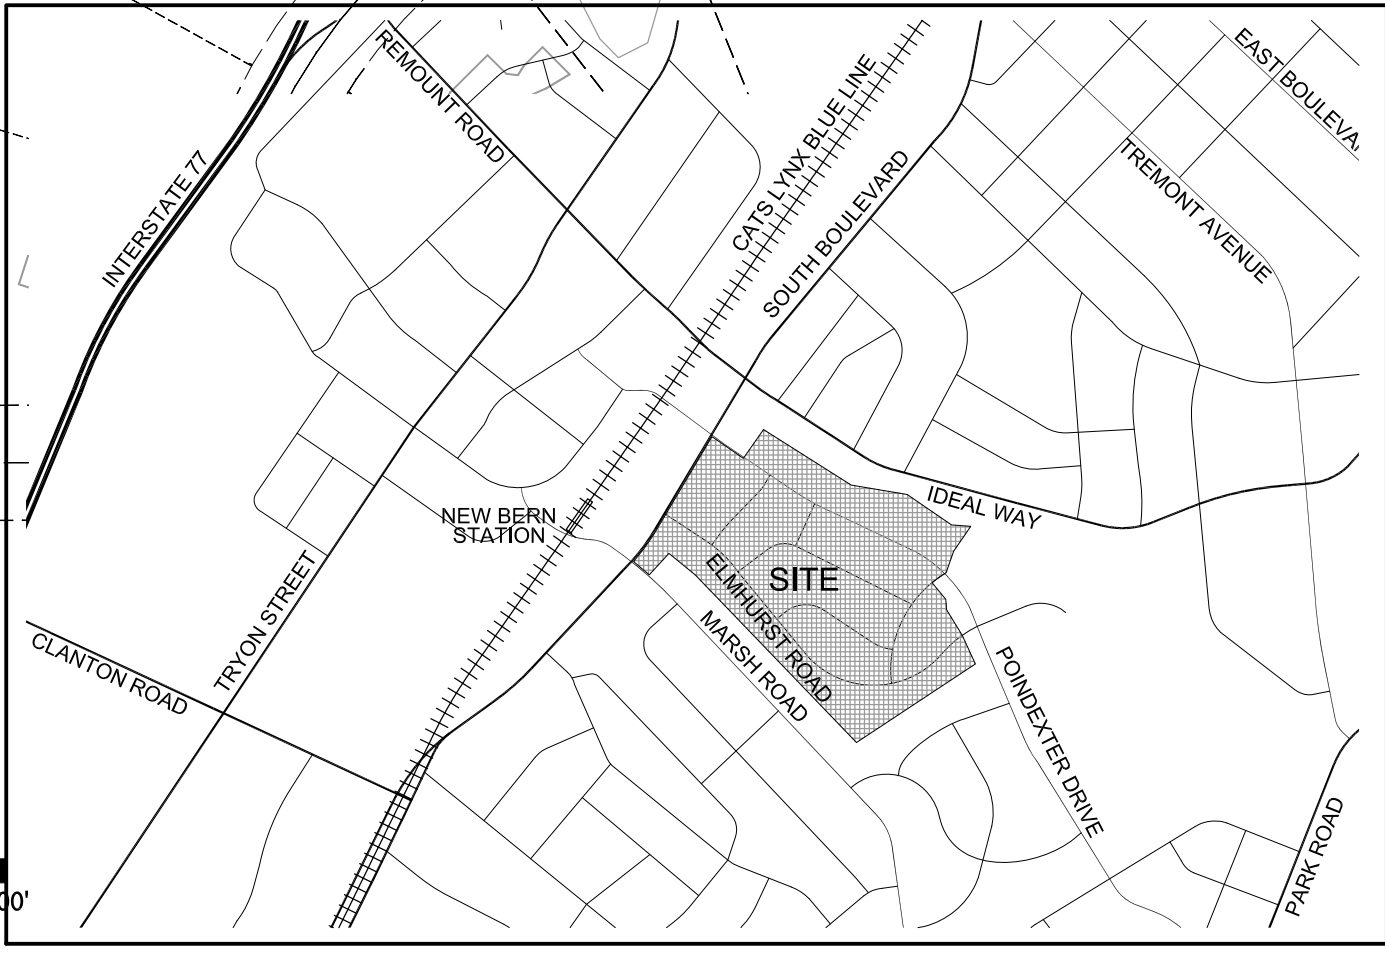 REMOUNT ROAD
EAST BOULEVA
CATS LYNX BLUE LINE
INTERSTATE 77
TREMONT AVENUE
SOUTH BOULEVARD
NEW BERN
STATION
IDEAL WAY
SITE
ELMHURST ROAD
TRYON STREET
MARSH ROAD
CLANTON ROAD
POINDEXTER DRIVE
PARK ROAD
00'